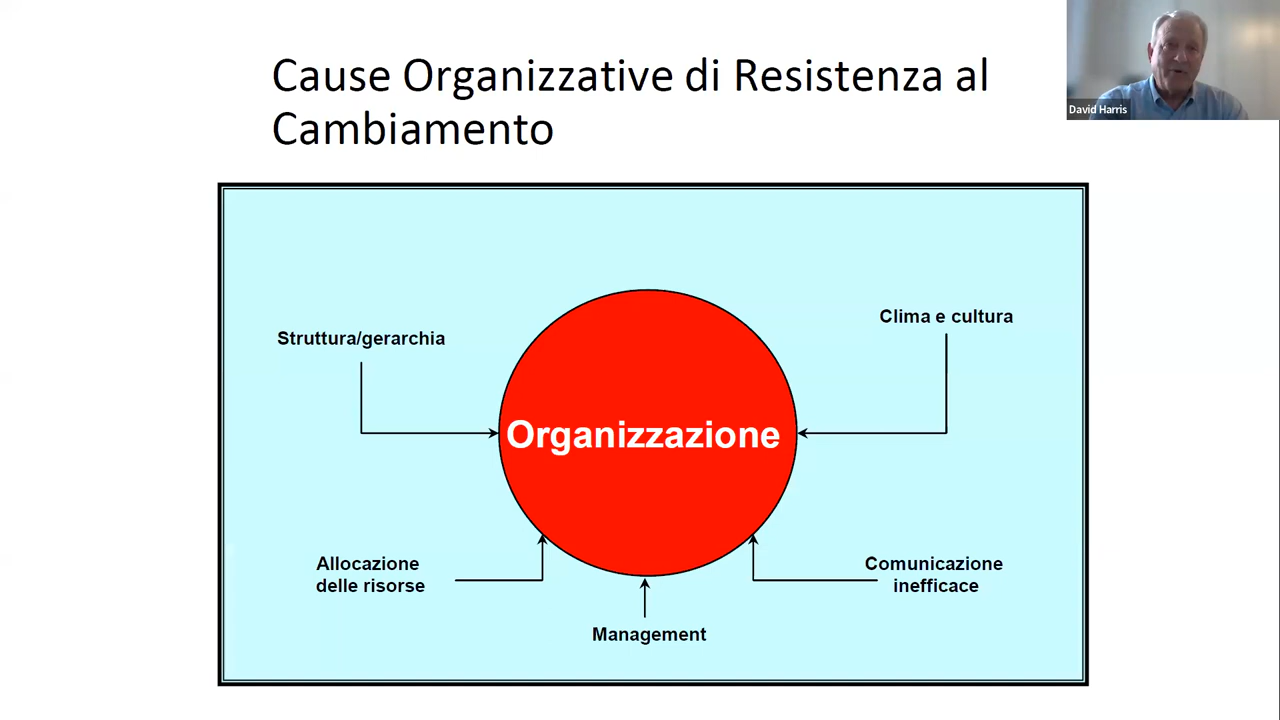 Cause Organizzative di Resistenza al
Cambiamento
David Harris
Struttura/gerarchia
Clima e cultura
Organizzazione
Allocazione
delle risorse
Comunicazione
inefficace
Management